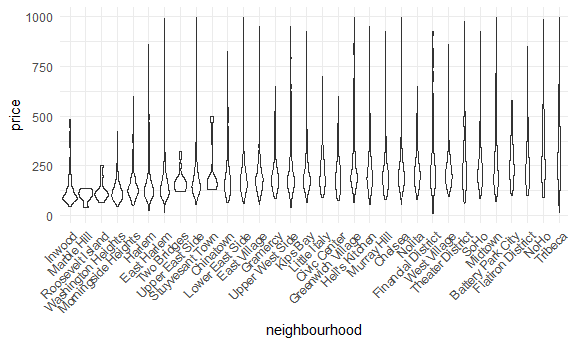 1000
750
500
250
0
price
Inwood
Marble Hill
Roosevelt Island
Washington Heights
Morningside Heights
Harlem
East Harlem
Two Bridges
Upper East Side
Stuyvesant Town
Chinatown
Lower East Side
East Village
Gramercy
Upper West Side
Kips Bay
Little Italy
Civic Center
Greenwich Village
Hell's Kitchen
Murray Hill
Chelsea
Nolita
Financial District
West Village
Theater District
SoHo
Midtown
Battery Park City
Flatiron District
NoHo
Tribeca
neighbourhood